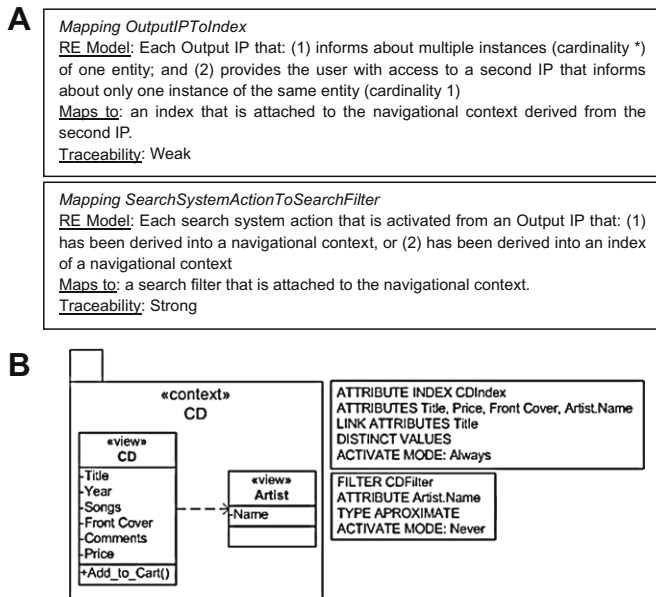 A
Mapping OutputIPToIndex
RE Model: Each Output IP that: (1) informs about multiple instances (cardinality *)
of one entity; and (2) provides the user with access to a second IP that informs
about only one instance of the same entity (cardinality 1)
Maps to: an index that is attached to the navigational context derived from the
second IP.
Traceability: Weak
Mapping SearchSystemActionToSearchFilter
RE Model: Each search system action that is activated from an Output IP that: (1)
has been derived into a navigational context, or (2) has been derived into an index
of a navigational context
Maps to: a search filter that is attached to the navigational context.
Traceability: Strong
B
«context»
CD
«view»
CD
-Title
-Year
-Songs
-Front Cover
-Comments
-Price
+Add_to_Cart()
«view»
Artist
-Name
ATTRIBUTE INDEX CDIndex
ATTRIBUTES Title, Price, Front Cover, Artist.Name
LINK ATTRIBUTES Title
DISTINCT VALUES
ACTIVATE MODE: Always
FILTER CDFilter
ATTRIBUTE Artist.Name
TYPE APROXIMATE
ACTIVATE MODE: Never